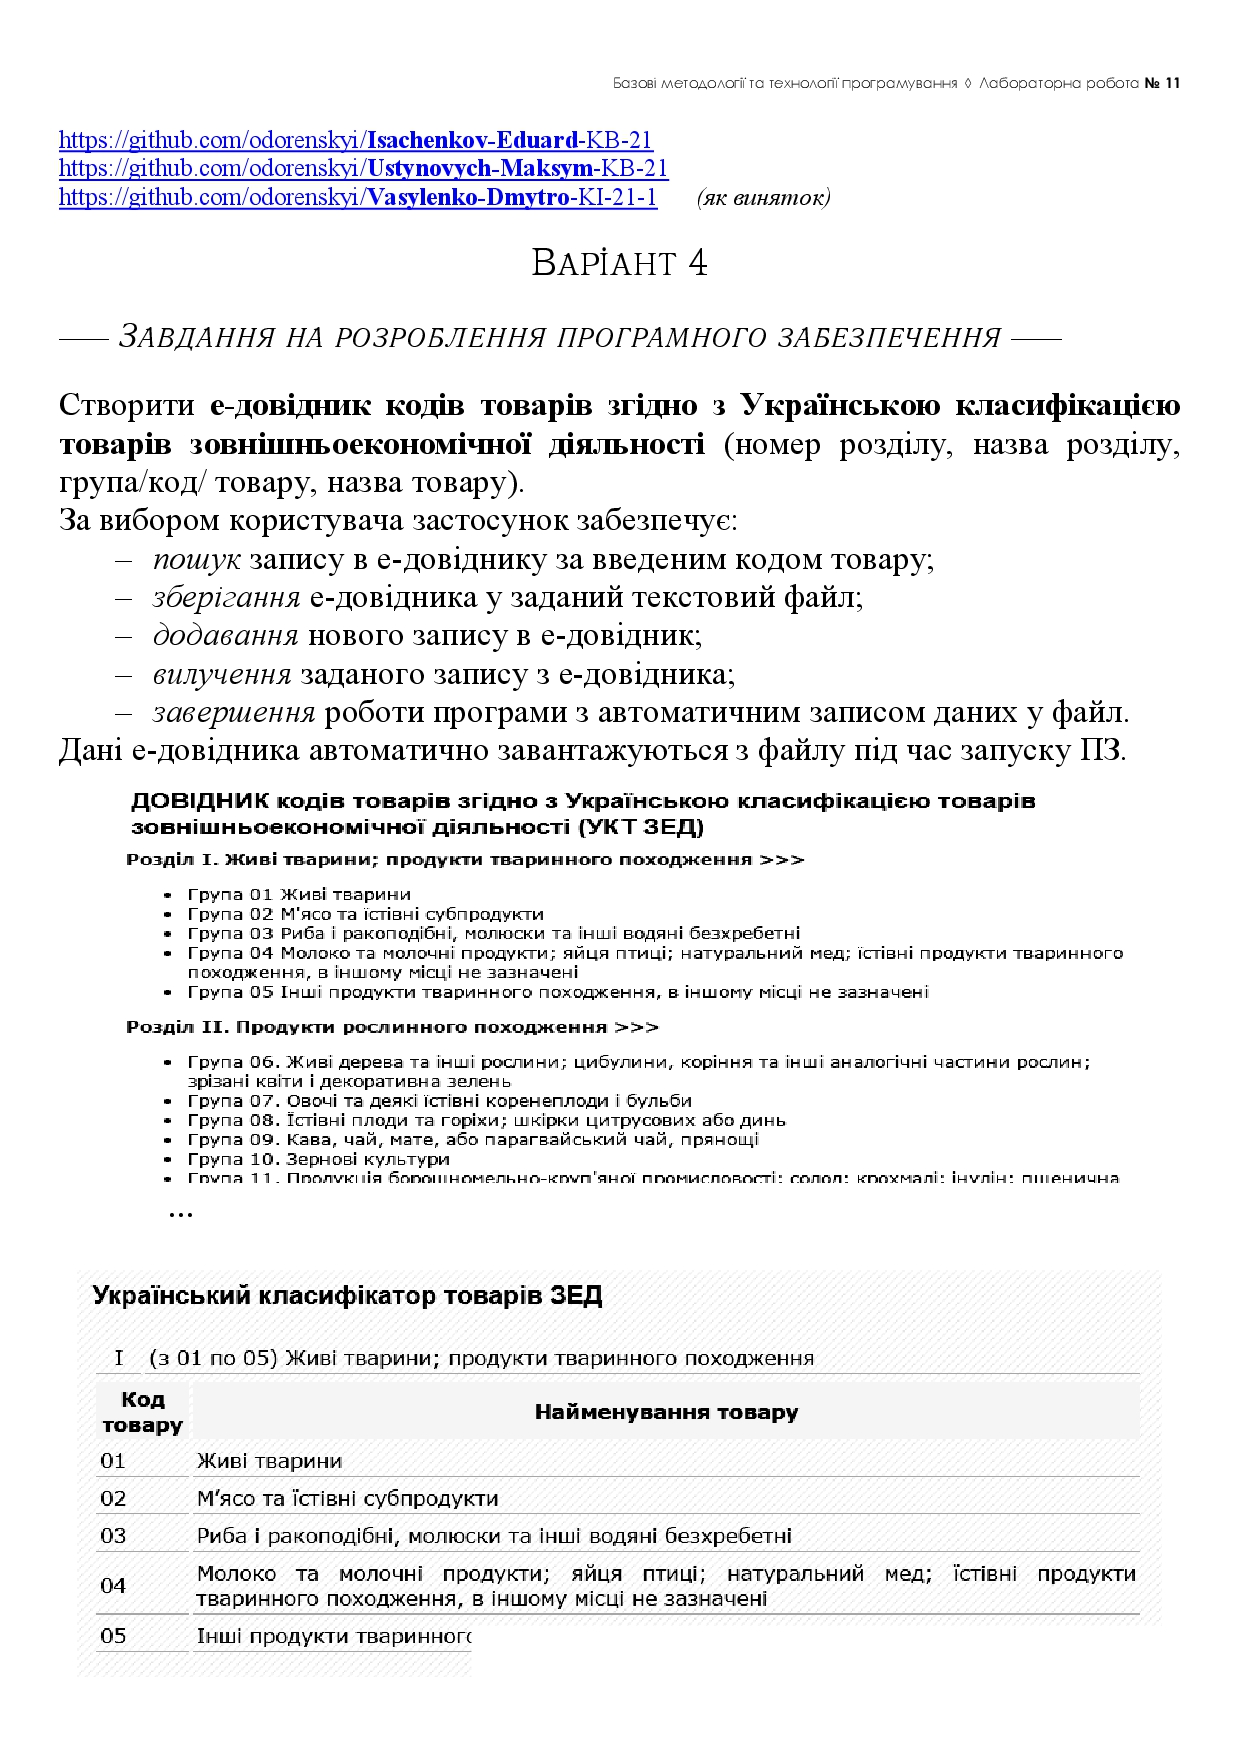 Базові методології та технології програмування ◊ Лабораторна робота № 11
https://github.com/odorenskyi/Isachenkov-Eduard-KB-21
https://github.com/odorenskyi/Ustynovych-Maksym-KB-21
https://github.com/odorenskyi/Vasylenko-Dmytro-KI-21-1 (як виняток)
ВАРІАНТ 4
—— ЗАВДАННЯ НА РОЗРОБЛЕННЯ ПРОГРАМНОГО ЗАБЕЗПЕЧЕННЯ ——
Створити е-довідник кодів товарів згідно з Українською класифікацією
товарів зовнішньоекономічної діяльності (номер розділу, назва розділу,
група/код/ товару, назва товару).
За вибором користувача застосунок забезпечує:
– пошук запису в е-довіднику за введеним кодом товару;
– зберігання е-довідника у заданий текстовий файл;
– додавання нового запису в е-довідник;
– вилучення заданого запису з е-довідника;
– завершення роботи програми з автоматичним записом даних у файл.
Дані е-довідника автоматично завантажуються з файлу під час запуску ПЗ.
ДОВІДНИК кодів товарів згідно з Українською класифікацією товарів
зовнішньоекономічної діяльності (УКТ ЗЕД)
Розділ I. Живі тварини; продукти тваринного походження >>>
• Група 01 Живі тварини
• Група 02 М'ясо та їстівні субпродукти
• Група 03 Риба і ракоподібні, молюски та інші водяні безхребетні
• Група 04 Молоко та молочні продукти; яйця птиці; натуральний мед; їстівні продукти тваринного
походження, в іншому місці не зазначені
• Група 05 Інші продукти тваринного походження, в іншому місці не зазначені
Розділ II. Продукти рослинного походження >>>
• Група 06. Живі дерева та інші рослини; цибулини, коріння та інші аналогічні частини рослин;
зрізані квіти і декоративна зелень
• Група 07. Овочі та деякі їстівні коренеплоди і бульби
• Група 08. Їстівні плоди та горіхи; шкірки цитрусових або динь
• Група 09. Кава, чай, мате, або парагвайський чай, прянощі
• Група 10. Зернові культури
• Група 11. Продукція борошномельно-круп'яної промисловості; солод; крохмалі; інулін; пшенична
…
Український класифікатор товарів ЗЕД
I (з 01 по 05) Живі тварини; продукти тваринного походження
Код
товару
Найменування товару
01 Живі тварини
02 М’ясо та їстівні субпродукти
03 Риба і ракоподібні, молюски та інші водяні безхребетні
04 Молоко та молочні продукти; яйця птиці; натуральний мед; їстівні продукти
тваринного походження, в іншому місці не зазначені
05 Інші продукти тваринног